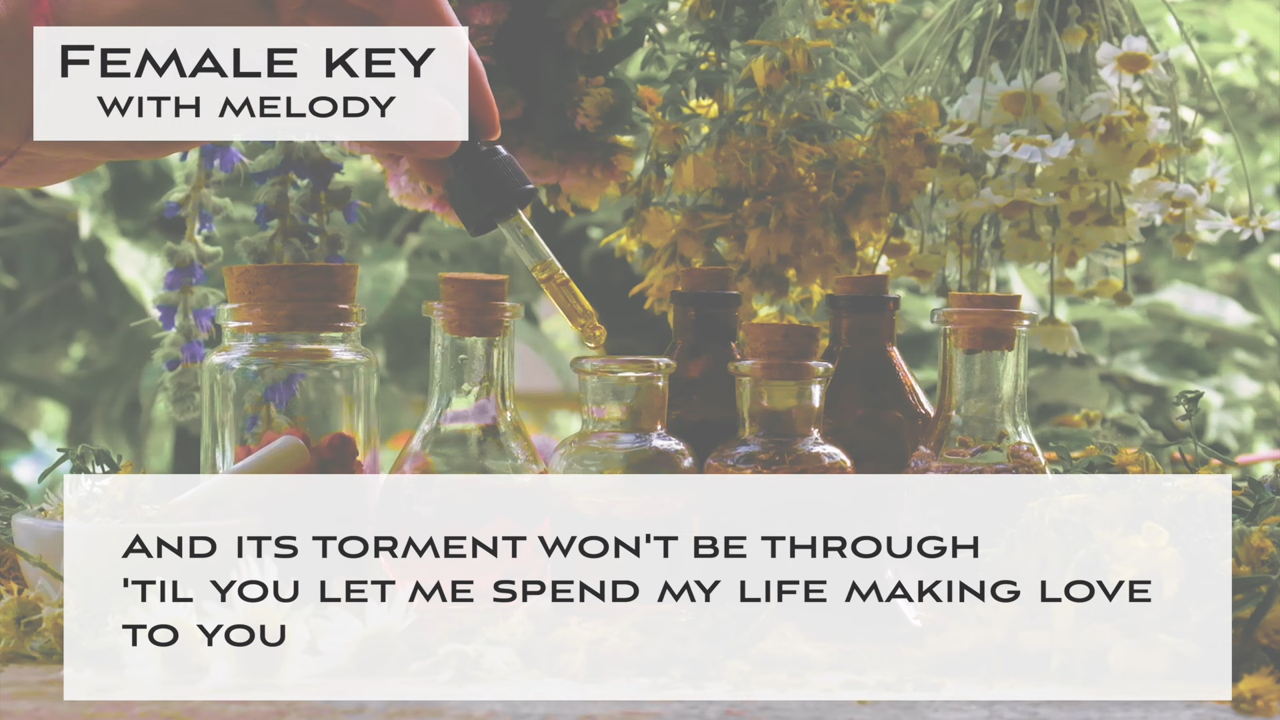 FEMALE KEY
WITH MELODY
AND ITS TORMENT WON'T BE THROUGH
'TIL YOU LET ME SPEND MY LIFE MAKING LOVE
TO YOU